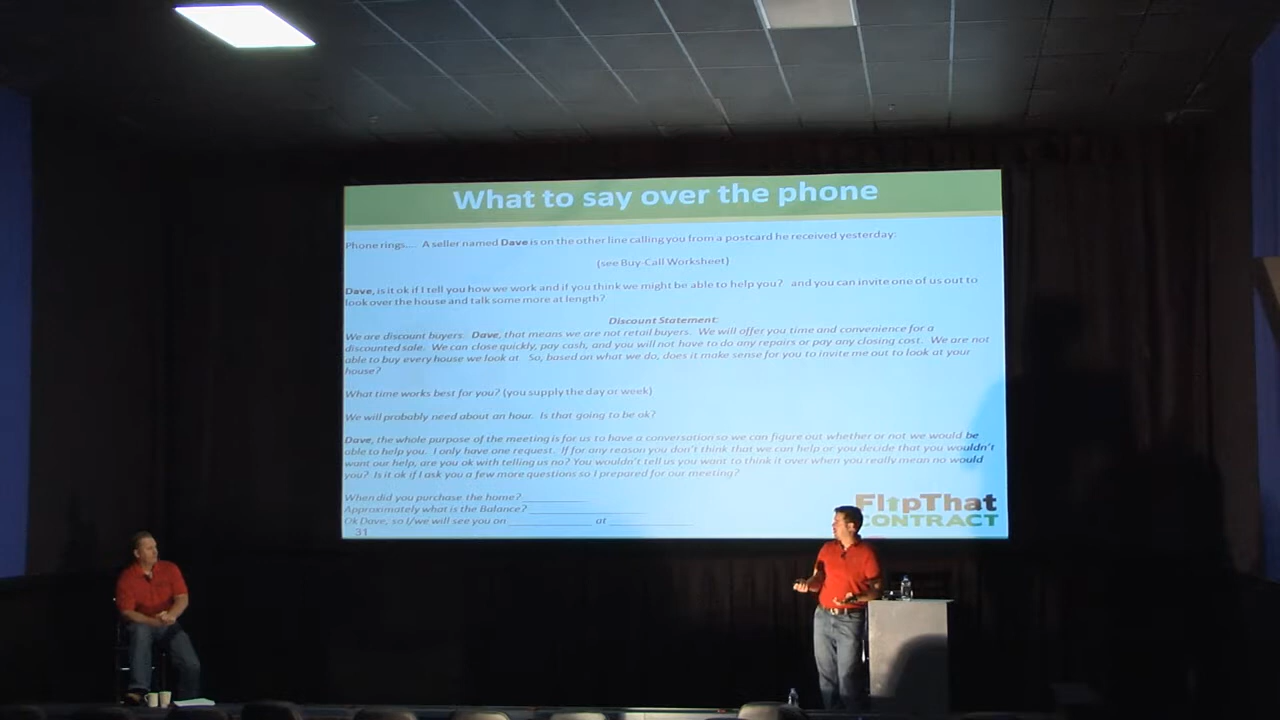 What to say over the phone
Phone rings.... A seller named Dave is on the other line calling you from a postcard he received yesterday:
(see Buy-Call Worksheet)
Dave, is it ok if I tell you how we work and if you think we might be able to help you? and you can invite one of us out to
look over the house and talk some more at length?
Discount Statement:
We are discount buyers. Dave, that means we are not retail buyers. We will offer you time and convenience for a
discounted sale. We can close quickly, pay cash, and you will not have to do any repairs or pay any closing cost. We are not
able to buy every house we look at. So, based on what we do, does it make sense for you to invite me out to look at your
house?
What time works best for you? (you supply the day or week)
We will probably need about an hour. Is that going to be ok?
Dave, the whole purpose of the meeting is for us to have a conversation so we can figure out whether or not we would be
able to help you. I only have one request. If for any reason you don't think that we can help or you decide that you wouldn't
want our help, are you ok with telling us no? You wouldn't tell us you want to think it over when you really mean no would
you? Is it ok if I ask you a few more questions so I prepared for our meeting?
When did you purchase the home? ____________
Approximately what is the Balance? ____________
Ok Dave, so I/we will see you on ____________ at ____________
31
FlipThat
CONTRACT